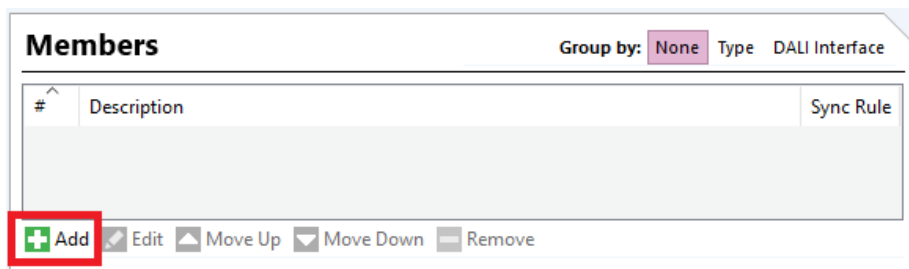 Members Group by: None Type DALI Interface
# Description Sync Rule
Add Edit Move Up Move Down Remove